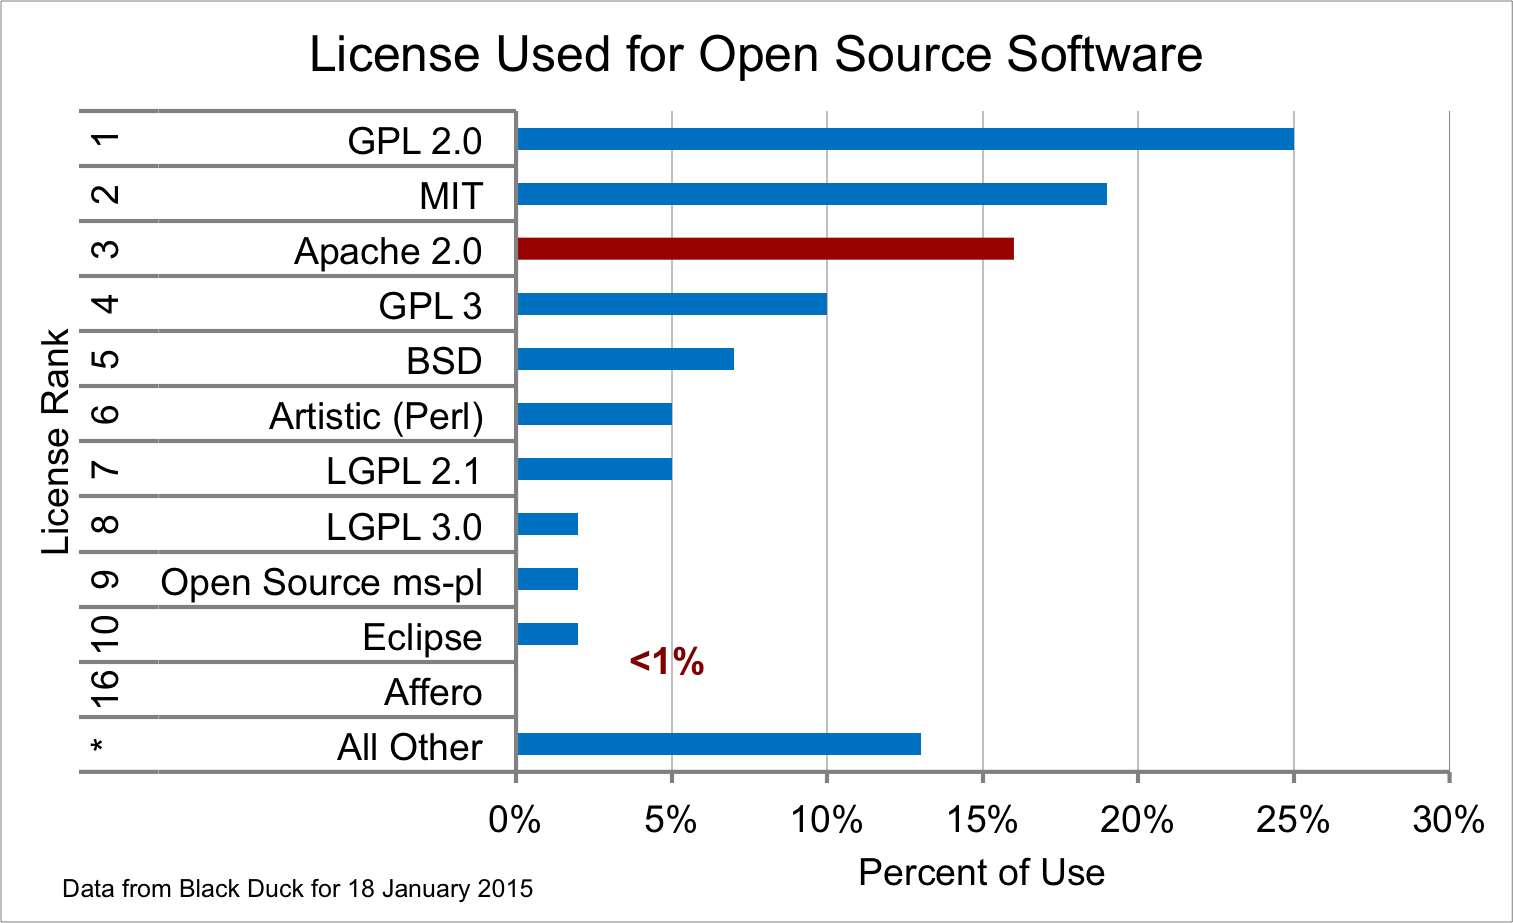 License Used for Open Source Software
License Rank
1 GPL 2.0
2 MIT
3 Apache 2.0
4 GPL 3
5 BSD
6 Artistic (Perl)
7 LGPL 2.1
8 LGPL 3.0
9 Open Source ms-pl
10 Eclipse
<1%
16 Affero
* All Other
0% 5% 10% 15% 20% 25% 30%
Percent of Use
Data from Black Duck for 18 January 2015